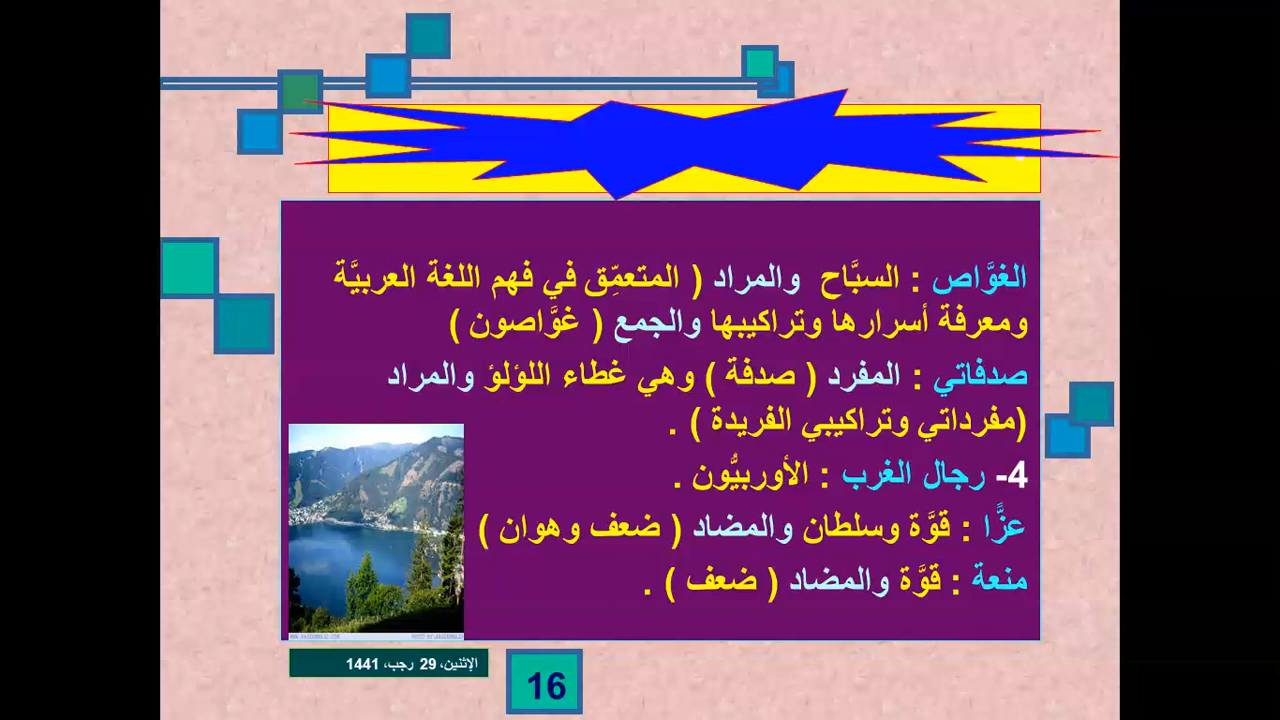 الغوَّاص : السبَّاح والمراد ( المتعمِّق في فهم اللغة العربيَّة
ومعرفة أسرارها وتراكيبها والجمع ( غوَّاصون )
صدفاتي : المفرد ( صدفة ) وهي غطاء اللؤلؤ والمراد
(مفرداتي وتراكيبي الفريدة ) .
4- رجال الغرب : الأوربيُّون .
عزًّا : قوَّة وسلطان والمضاد ( ضعف وهوان )
منعة : قوَّة والمضاد ( ضعف ) .
الإثنين، 29 رجب، 1441
16